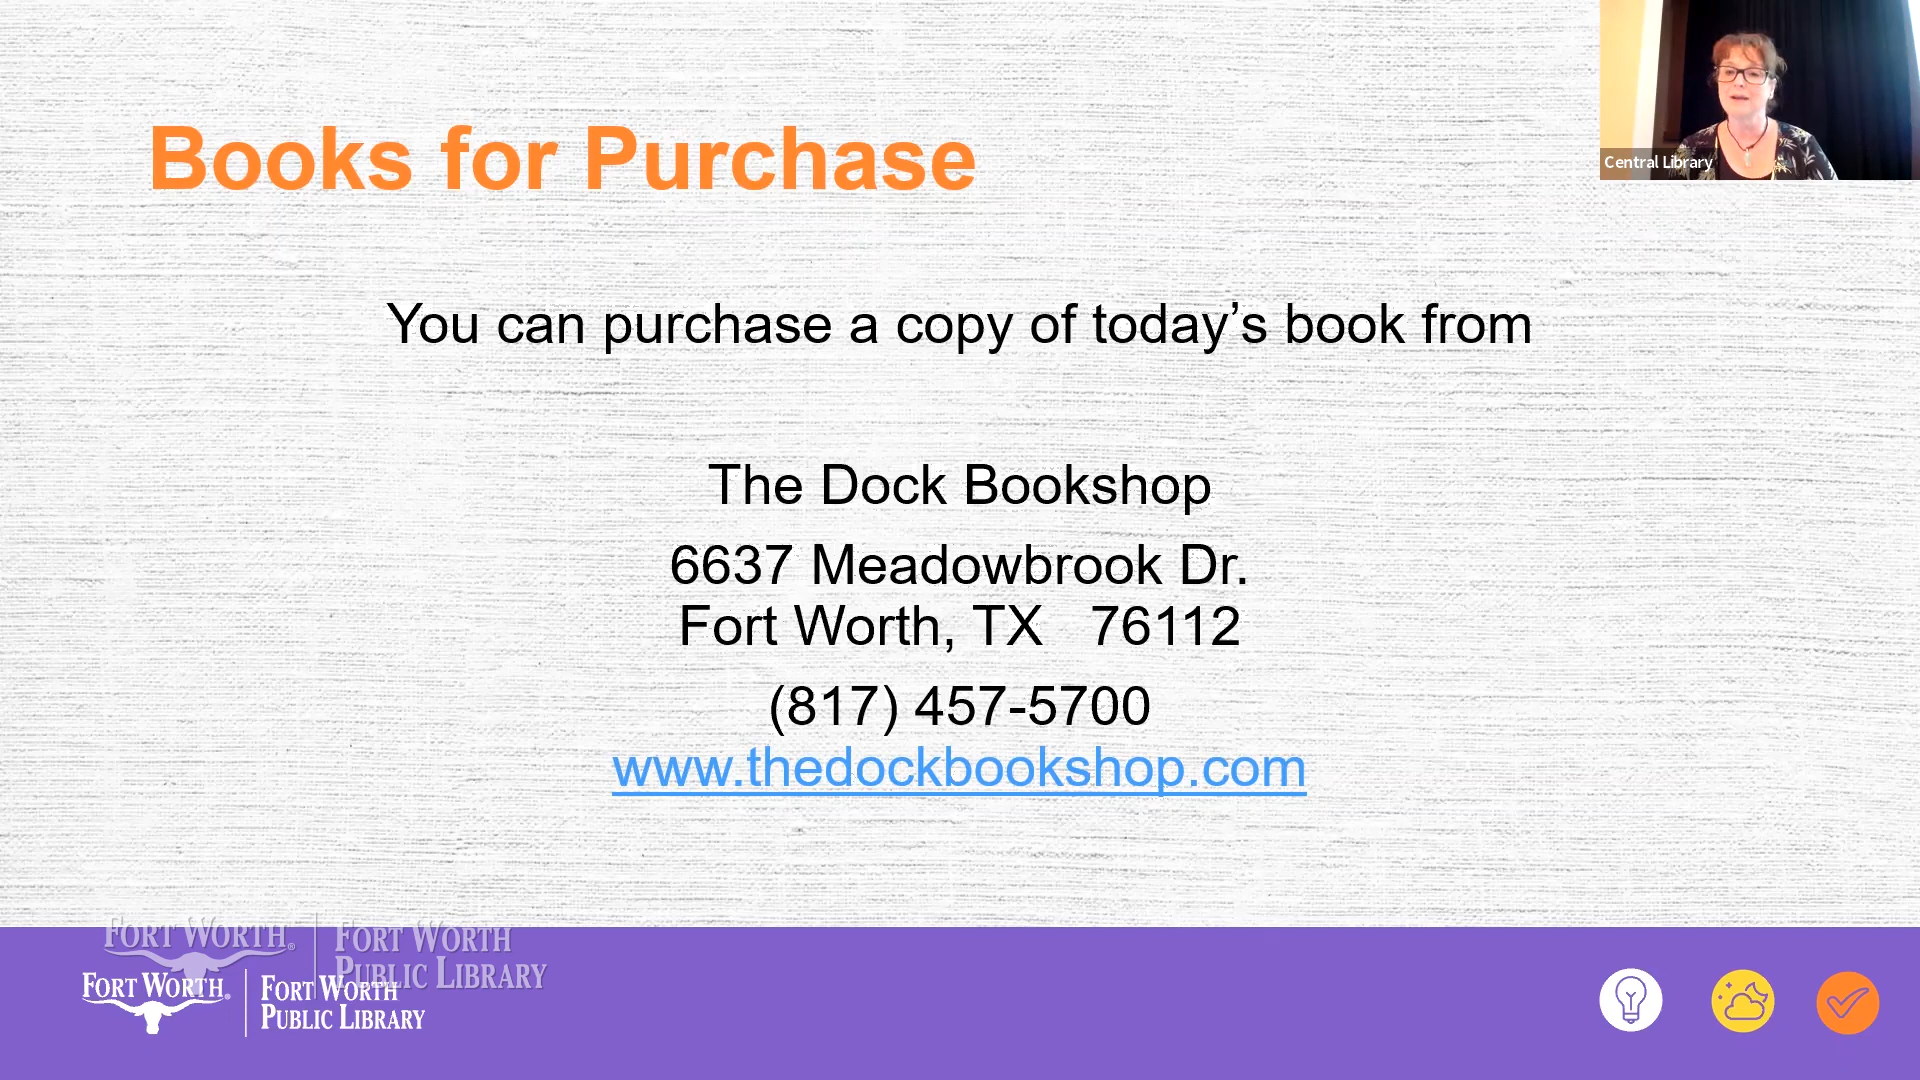 Central Library
Books for Purchase
You can purchase a copy of today’s book from
The Dock Bookshop
6637 Meadowbrook Dr.
Fort Worth, TX 76112
(817) 457-5700
www.thedockbookshop.com
FORT WORTH®
FORT WORTH
PUBLIC LIBRARY
FORT WORTH®
FORT WORTH
PUBLIC LIBRARY